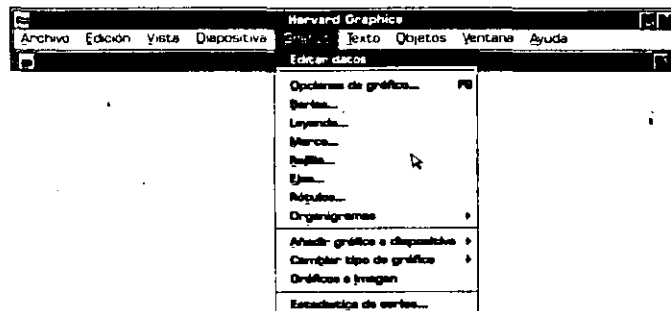 Harvard Graphics
Archivo Edición Vista Diapositiva Gráfico Texto Objetos Ventana Ayuda
Editar datos
Opciones de gráfico...
Series...
Leyenda...
Marco...
Rejilla...
Ejes...
Rótulos...
Organigramas
Añadir gráfico a diapositiva
Cambiar tipo de gráfico
Gráficos a imagen
Estadística de series...